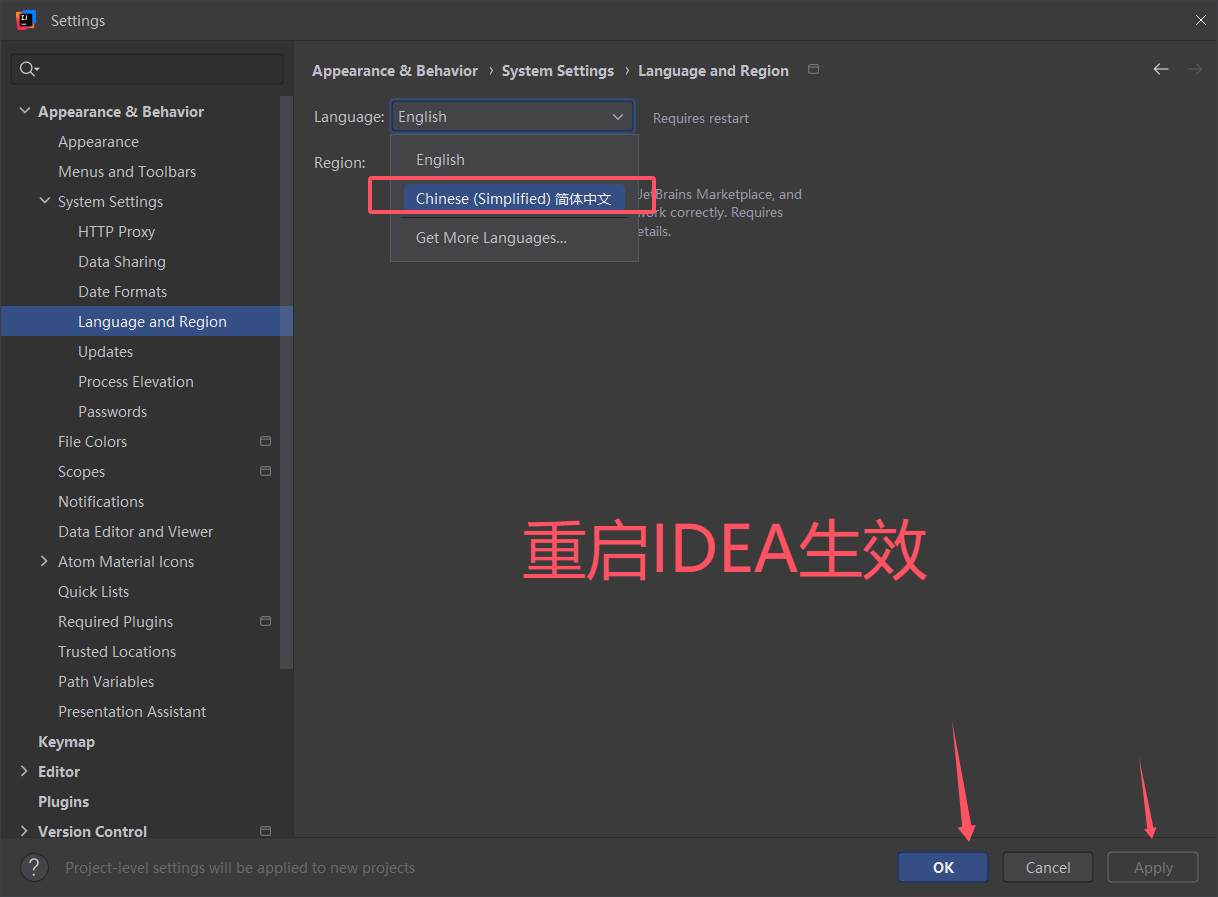 Settings
Appearance & Behavior › System Settings › Language and Region
Appearance & Behavior
Appearance
Menus and Toolbars
System Settings
HTTP Proxy
Data Sharing
Date Formats
Language and Region
Updates
Process Elevation
Passwords
File Colors
Scopes
Notifications
Data Editor and Viewer
Atom Material Icons
Quick Lists
Required Plugins
Trusted Locations
Path Variables
Presentation Assistant
Keymap
Editor
Plugins
Version Control
Language: English Requires restart
Region:
English
Chinese (Simplified) 简体中文
Get More Languages...
JetBrains Marketplace, and
work correctly. Requires
etails.
重启IDEA生效
? Project-level settings will be applied to new projects
OK Cancel Apply